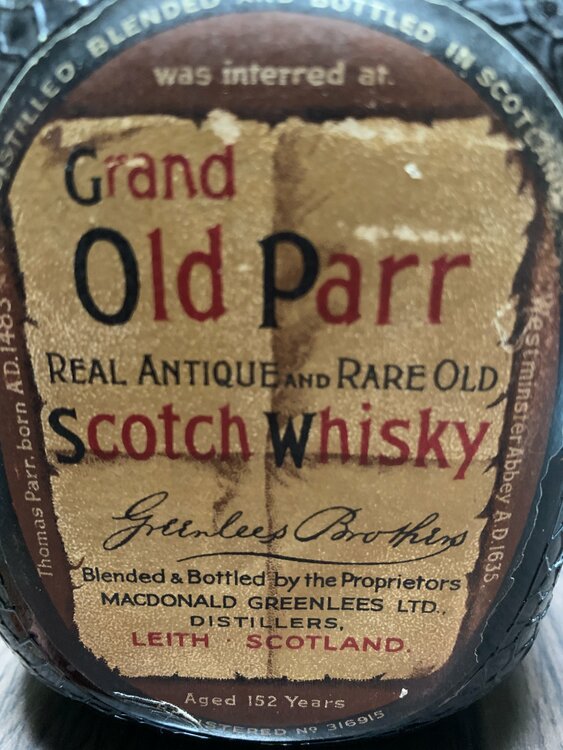 DISTILLED, BLENDED AND BOTTLED IN SCOTLAND
was interred at.
Grand
Old Parr
REAL ANTIQUE AND RARE OLD
Scotch Whisky
Greenlees Brothers
Blended & Bottled by the Proprietors
MACDONALD GREENLEES LTD.,
DISTILLERS,
LEITH · SCOTLAND.
Thomas Parr, born A.D. 1483
Westminister Abbey A.D. 1635.
Aged 152 Years
Nº 316915